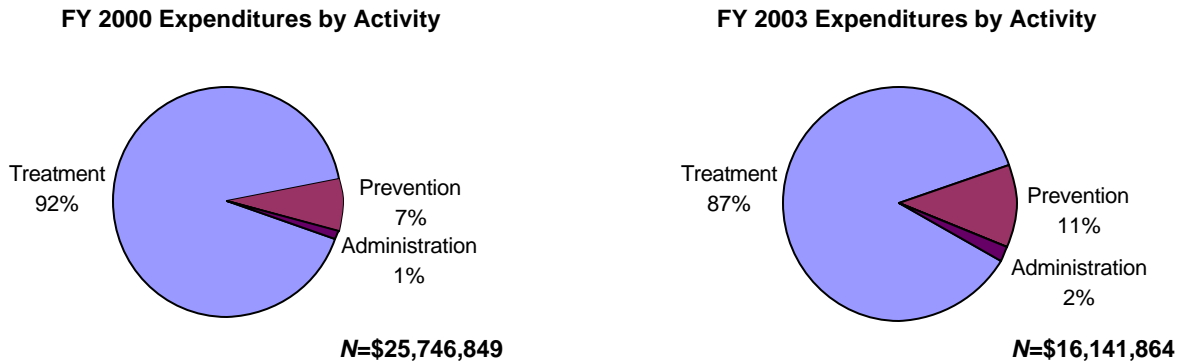 FY 2000 Expenditures by Activity
Treatment
92%
Prevention
7%
Administration
1%
N=$25,746,849
FY 2003 Expenditures by Activity
Treatment
87%
Prevention
11%
Administration
2%
N=$16,141,864